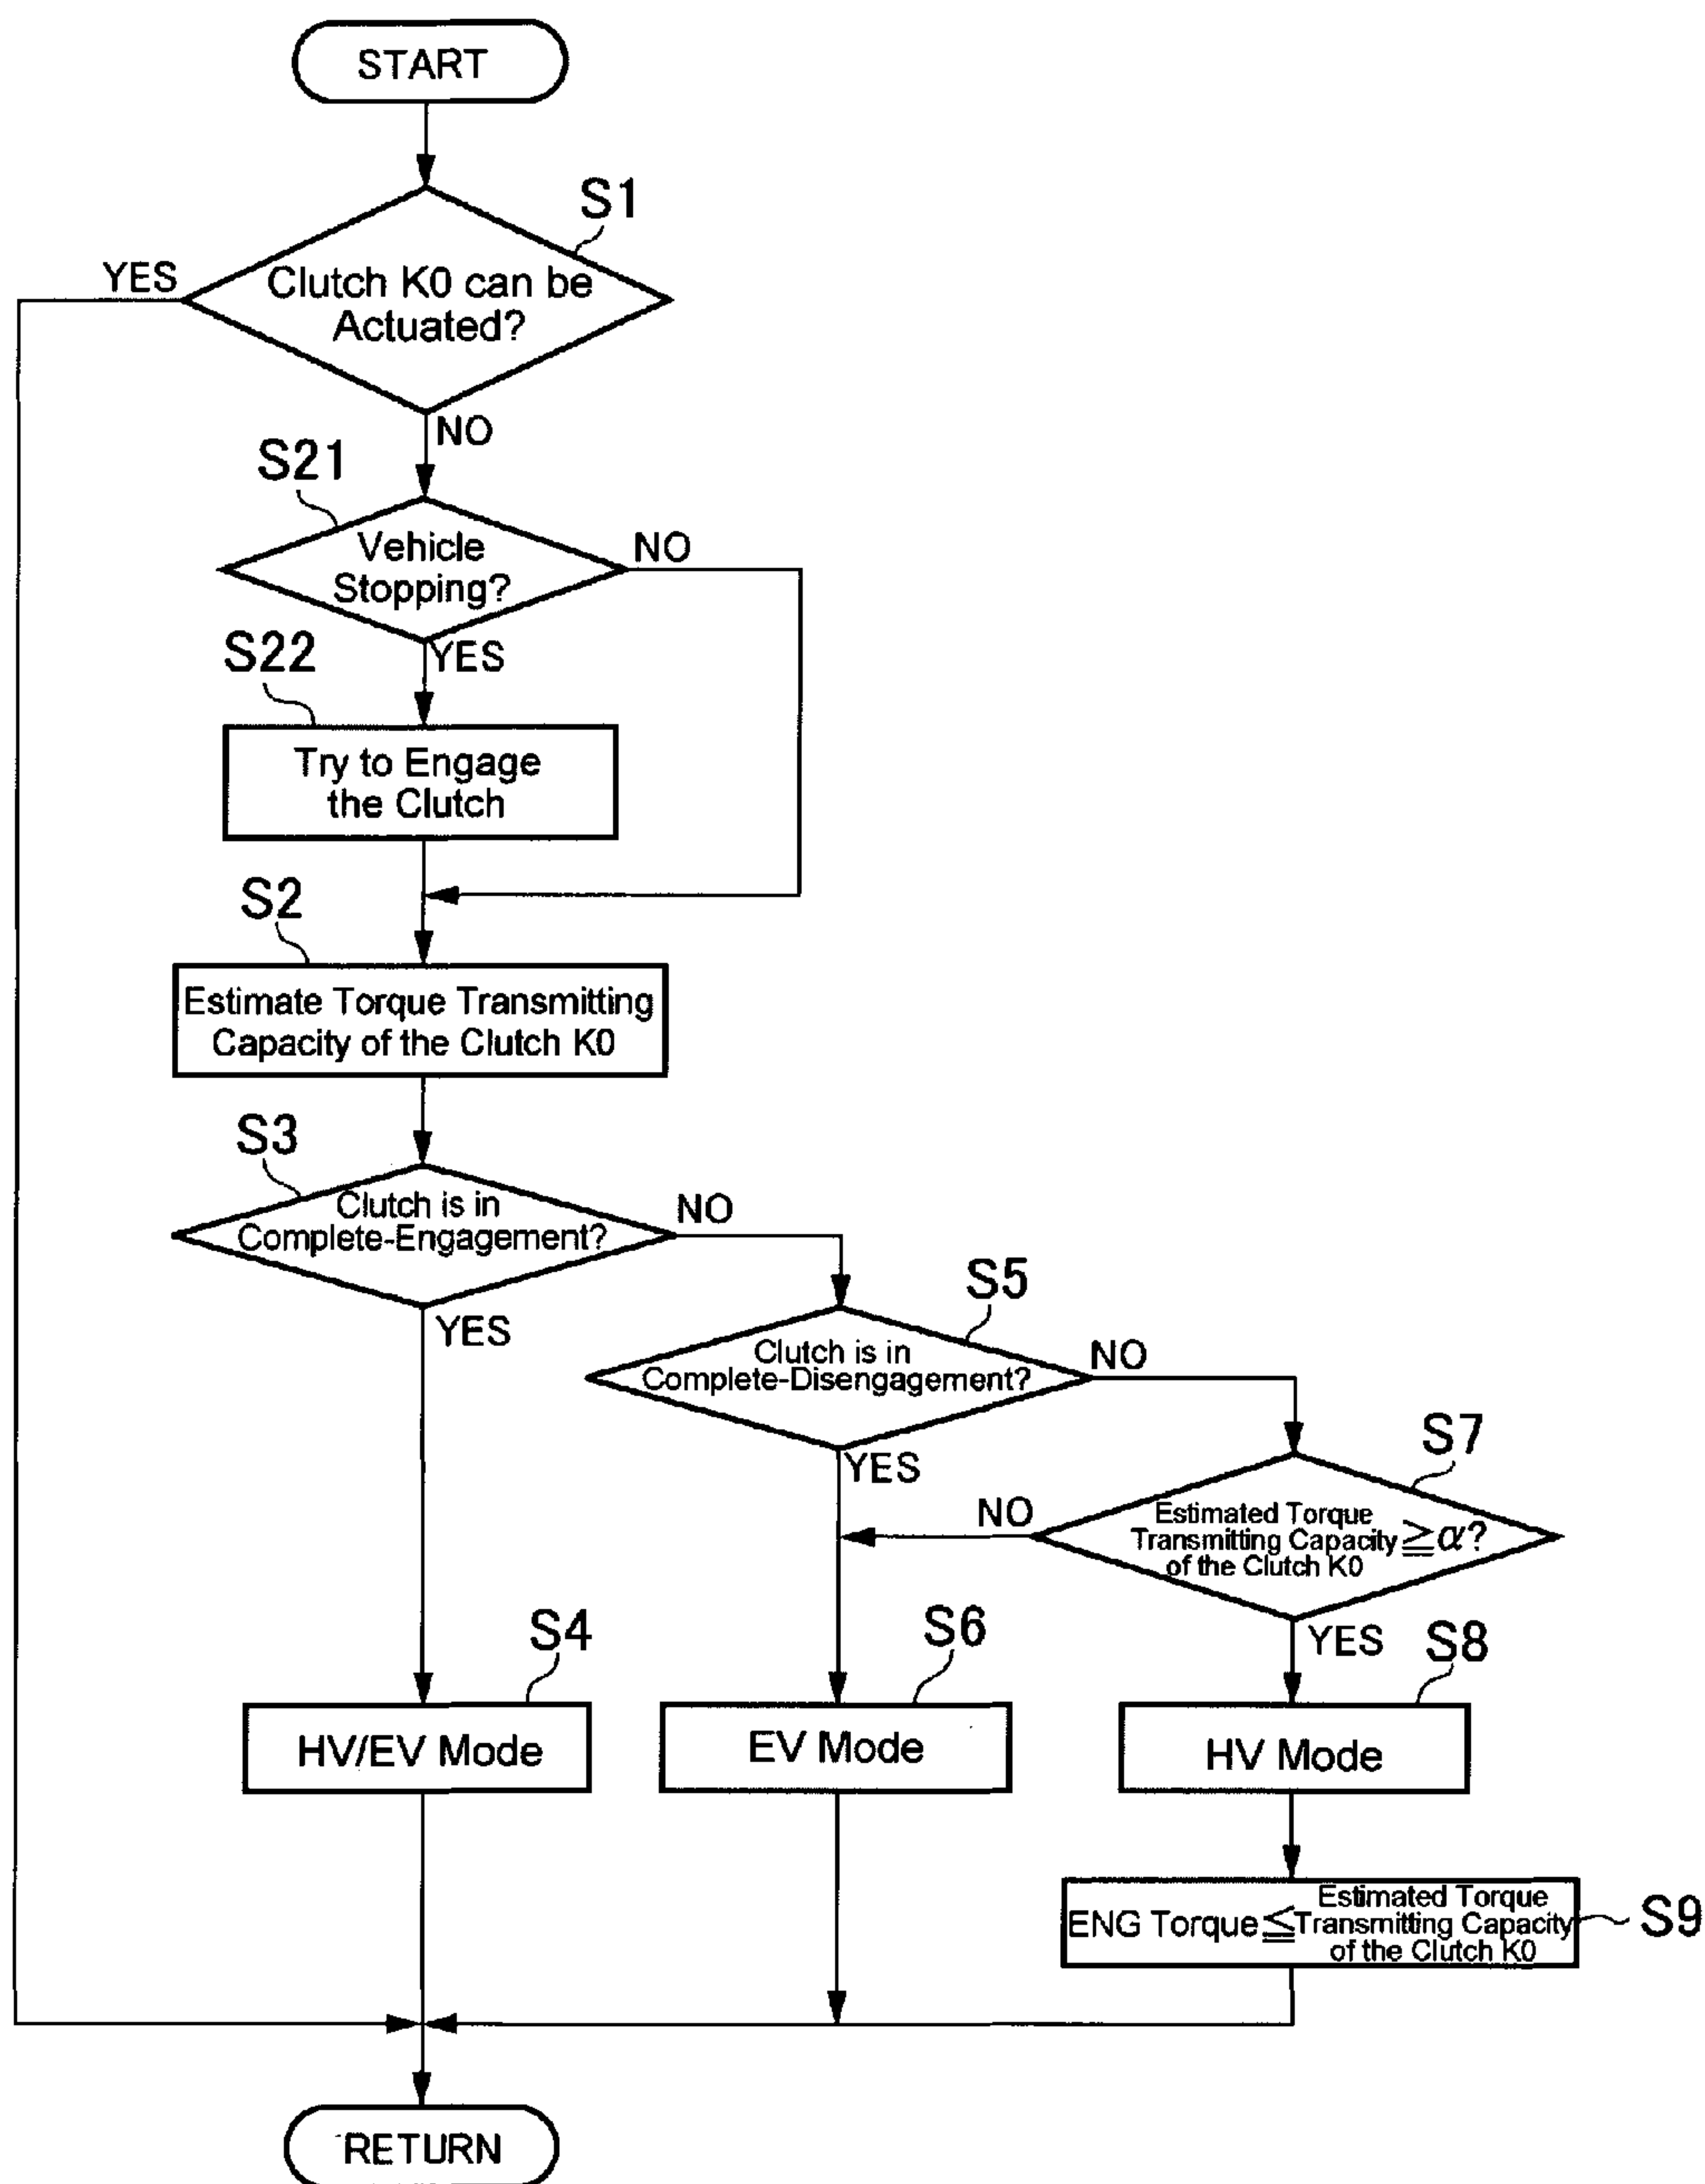 START
S1
YES
Clutch K0 can be
Actuated?
NO
S21
Vehicle
Stopping?
NO
YES
S22
Try to Engage
the Clutch
S2
Estimate Torque Transmitting
Capacity of the Clutch K0
S3
Clutch is in
Complete-Engagement?
NO
YES
S5
Clutch is in
Complete-Disengagement?
NO
YES
S7
Estimated Torque
Transmitting Capacity ≧ α?
of the Clutch K0
NO
YES
S4
HV/EV Mode
S6
EV Mode
S8
HV Mode
Estimated Torque
ENG Torque ≦ Transmitting Capacity
of the Clutch K0
S9
RETURN